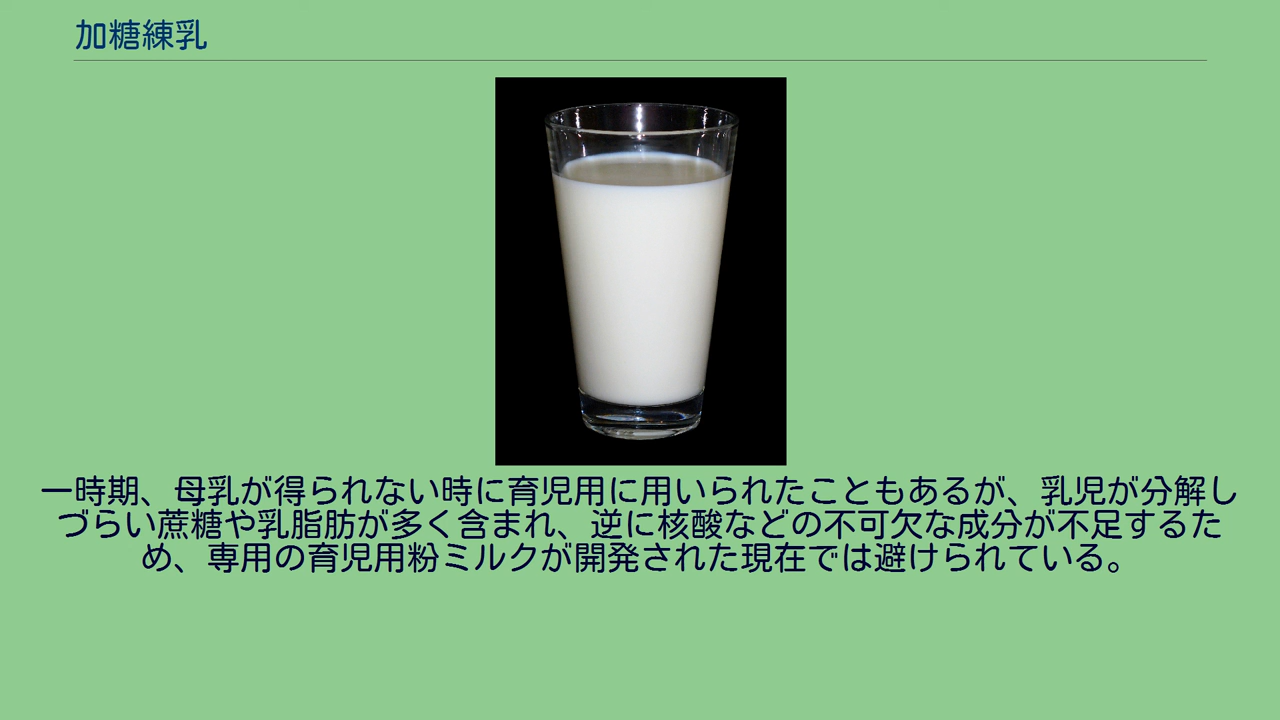 加糖練乳
一時期、母乳が得られない時に育児用に用いられたこともあるが、乳児が分解し
づらい蔗糖や乳脂肪が多く含まれ、逆に核酸などの不可欠な成分が不足するた
め、専用の育児用粉ミルクが開発された現在では避けられている。